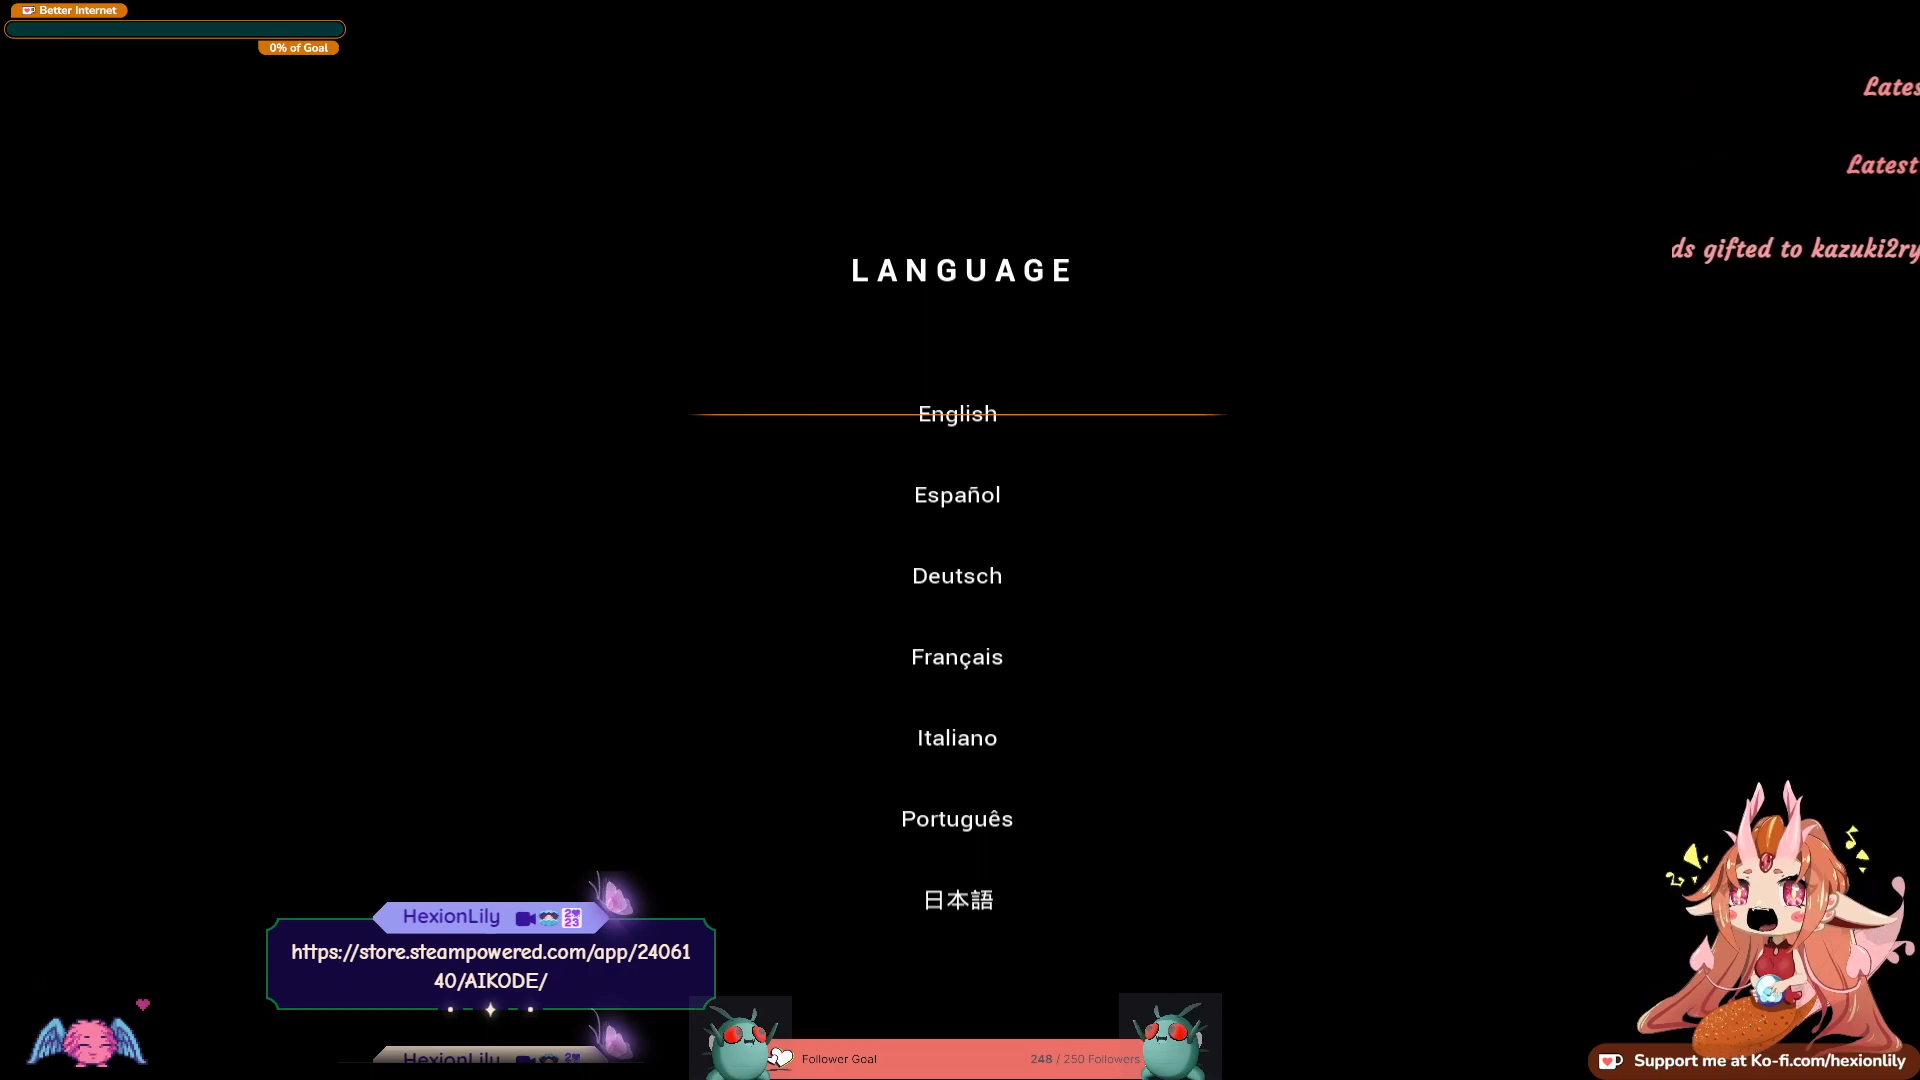 Better Internet
0% of Goal
Lates
Latest
ds gifted to kazuki2ry
LANGUAGE
English
Español
Deutsch
Français
Italiano
Português
日本語
HexionLily
https://store.steampowered.com/app/24061
40/AIKODE/
HexionLily
Follower Goal
248 / 250 Followers
Support me at Ko-fi.com/hexionlily